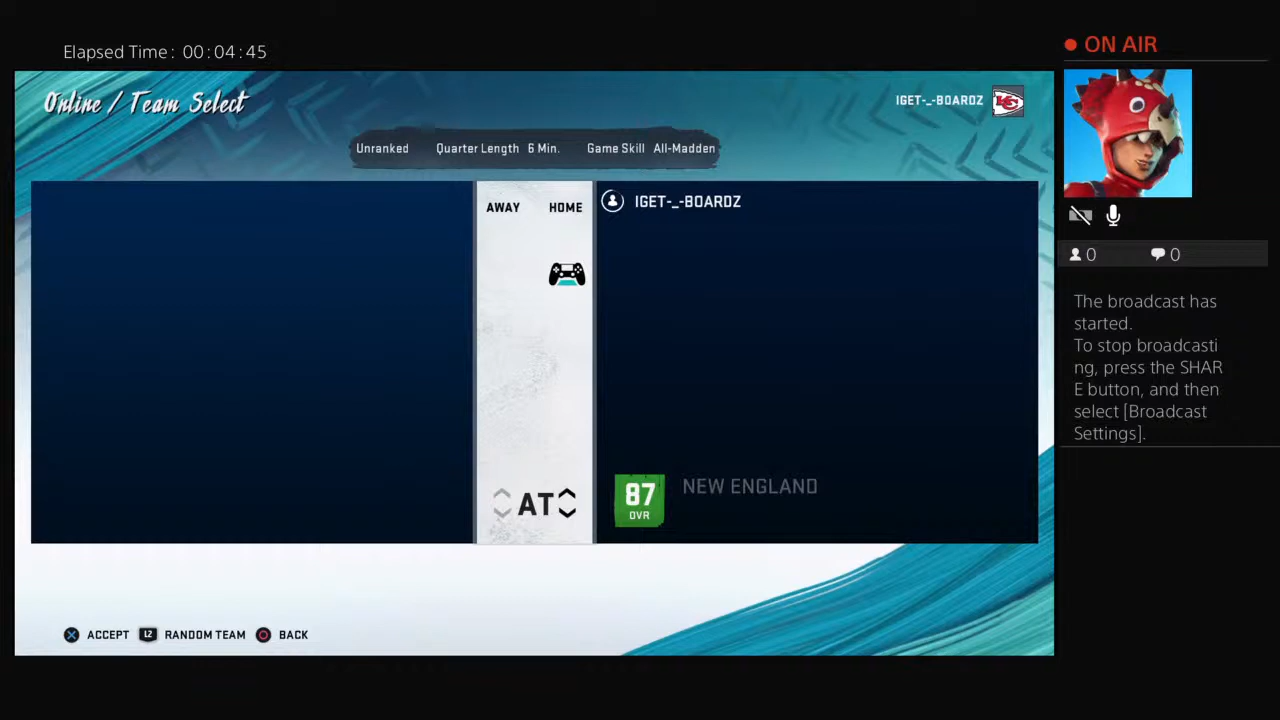 Elapsed Time: 00:04:45
ON AIR
Online / Team Select
IGET-_-BOARDZ
KC
Unranked Quarter Length 6 Min. Game Skill All-Madden
AWAY HOME
IGET-_-BOARDZ
0 0
The broadcast has
started.
To stop broadcasti
ng, press the SHAR
E button, and then
select [Broadcast
Settings].
AT
87
OVR
NEW ENGLAND
ACCEPT L2 RANDOM TEAM BACK